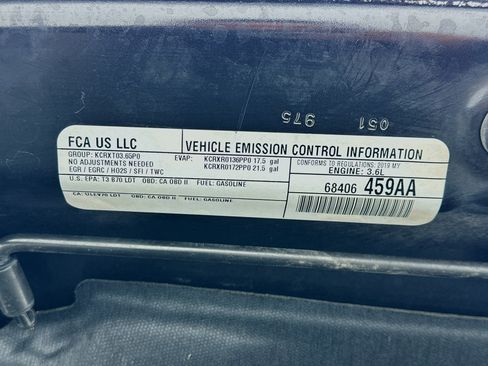 975 051
FCA US LLC
VEHICLE EMISSION CONTROL INFORMATION
GROUP: KCRXT03.65P0
NO ADJUSTMENTS NEEDED
EGR / EGRC / HO2S / SFI / TWC
EVAP: KCRXR0136PP0 17.5 gal
KCRXR0172PP0 21.5 gal
CONFORMS TO REGULATIONS: 2019 MY
ENGINE: 3.6L
U.S. EPA: T3 B70 LDT OBD: CA OBD II FUEL: GASOLINE
68406 459AA
CA: ULEV70 LDT OBD: CA OBD II FUEL: GASOLINE